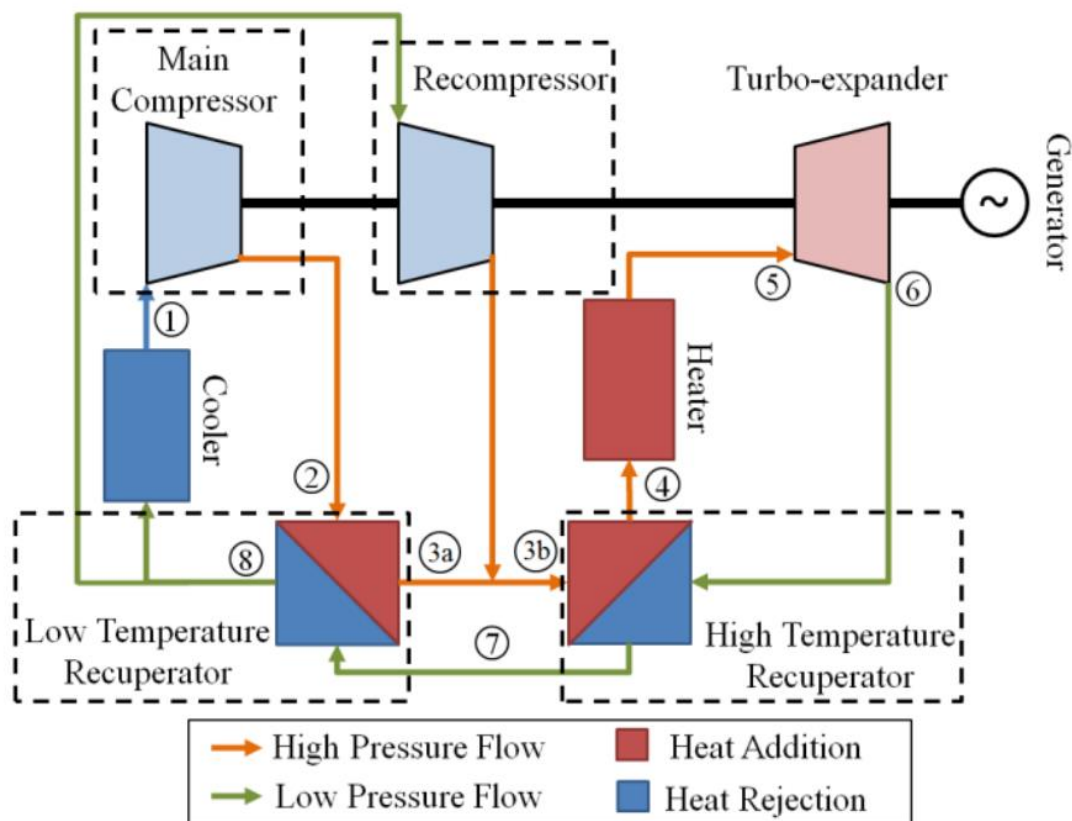 Main
Compressor
Recompressor
Turbo-expander
Generator
~
1
5
6
Cooler
Heater
2
4
8
3a
3b
Low Temperature
Recuperator
7
High Temperature
Recuperator
High Pressure Flow
Heat Addition
Low Pressure Flow
Heat Rejection